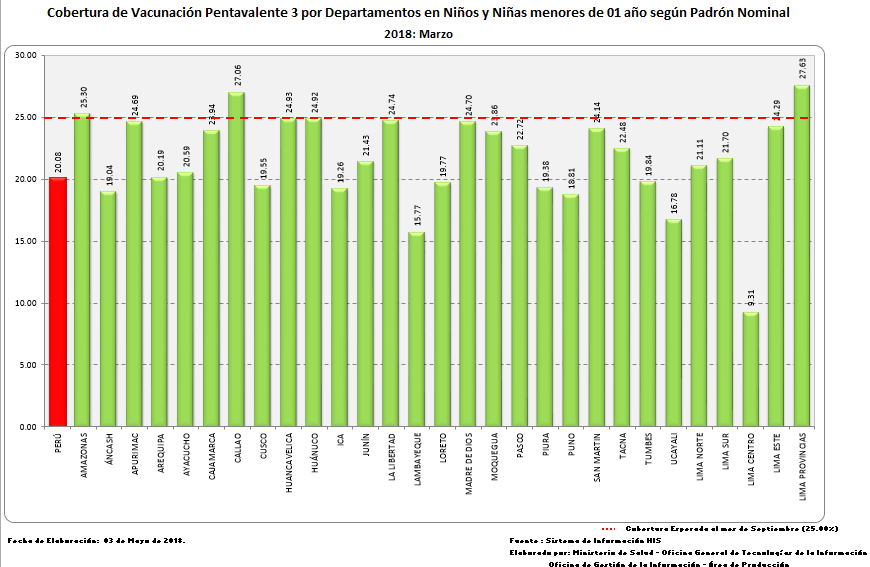 Cobertura de Vacunación Pentavalente 3 por Departamentos en Niños y Niñas menores de 01 año según Padrón Nominal
2018: Marzo
30.00
25.00
20.00
15.00
10.00
5.00
0.00
20.08
25.30
19.04
24.69
20.19
20.59
23.94
27.06
19.55
24.93
24.92
19.26
21.43
24.74
15.77
19.77
24.70
23.86
22.72
19.38
18.81
24.14
22.48
19.84
16.78
21.11
21.70
9.31
24.29
27.63
PERÚ
AMAZONAS
ÁNCASH
APURIMAC
AREQUIPA
AYACUCHO
CAJAMARCA
CALLAO
CUSCO
HUANCAVELICA
HUÁNUCO
ICA
JUNÍN
LA LIBERTAD
LAMBAYEQUE
LORETO
MADRE DE DIOS
MOQUEGUA
PASCO
PIURA
PUNO
SAN MARTIN
TACNA
TUMBES
UCAYALI
LIMA NORTE
LIMA SUR
LIMA CENTRO
LIMA ESTE
LIMA PROVINCIAS
Cobertura Esperada al mes de Septiembre (25.00%)
Fecha de Elaboración: 03 de Mayo de 2018.
Fuente : Sistema de Información HIS
Elaborado por: Ministerio de Salud - Oficina General de Tecnologías de la Información
Oficina de Gestión de la Información - Área de Producción